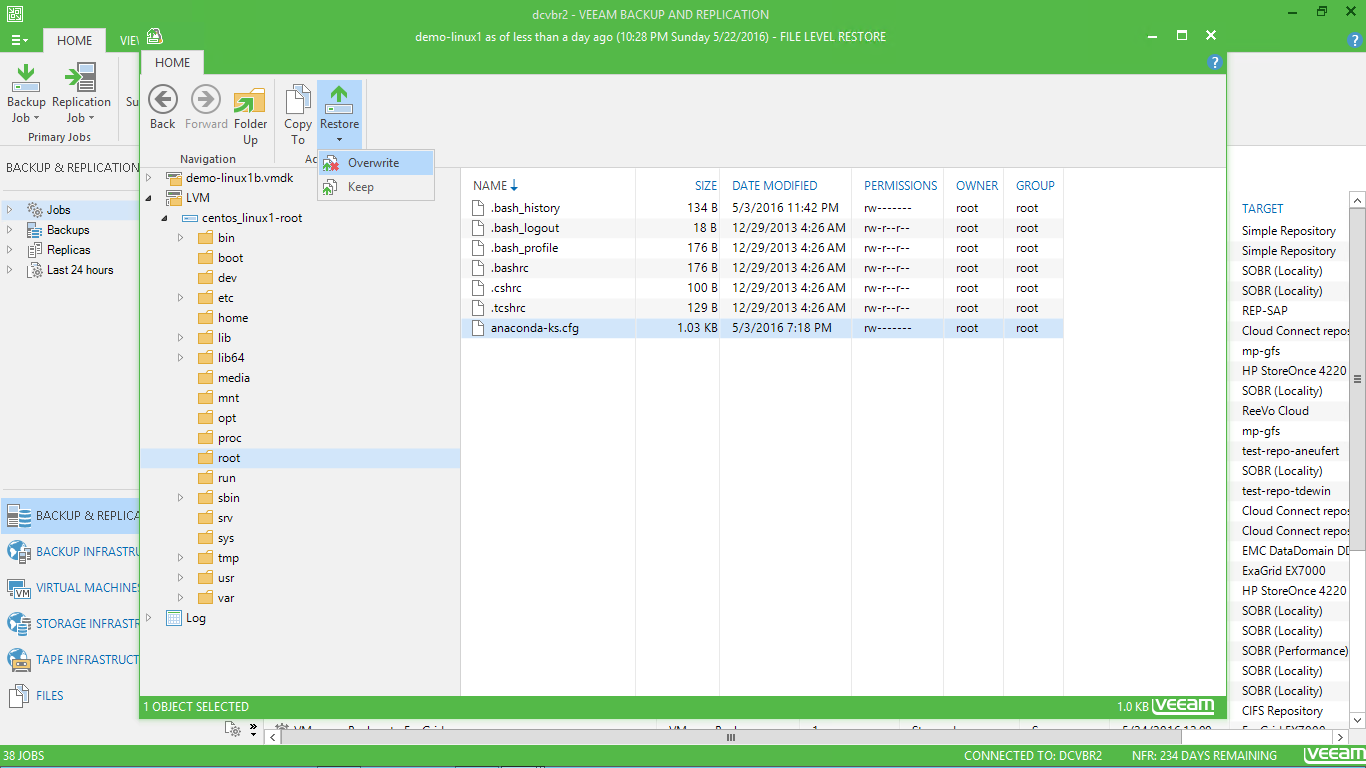 dcvbr2 - VEEAM BACKUP AND REPLICATION
HOME
demo-linux1 as of less than a day ago (10:28 PM Sunday 5/22/2016) - FILE LEVEL RESTORE
HOME
Backup Job
Replication Job
Primary Jobs
Back
Forward
Folder Up
Navigation
Copy To
Restore
Overwrite
Keep
BACKUP & REPLICATION
Jobs
Backups
Replicas
Last 24 hours
BACKUP & REPLICA
BACKUP INFRASTRU
VIRTUAL MACHINES
STORAGE INFRASTR
TAPE INFRASTRUCT
FILES
demo-linux1b.vmdk
LVM
centos_linux1-root
bin
boot
dev
etc
home
lib
lib64
media
mnt
opt
proc
root
run
sbin
srv
sys
tmp
usr
var
Log
NAME SIZE DATE MODIFIED PERMISSIONS OWNER GROUP
.bash_history 134 B 5/3/2016 11:42 PM rw------- root root
.bash_logout 18 B 12/29/2013 4:26 AM rw-r--r-- root root
.bash_profile 176 B 12/29/2013 4:26 AM rw-r--r-- root root
.bashrc 176 B 12/29/2013 4:26 AM rw-r--r-- root root
.cshrc 100 B 12/29/2013 4:26 AM rw-r--r-- root root
.tcshrc 129 B 12/29/2013 4:26 AM rw-r--r-- root root
anaconda-ks.cfg 1.03 KB 5/3/2016 7:18 PM rw------- root root
TARGET
Simple Repository
Simple Repository
SOBR (Locality)
SOBR (Locality)
REP-SAP
Cloud Connect repos
mp-gfs
HP StoreOnce 4220
SOBR (Locality)
ReeVo Cloud
mp-gfs
test-repo-aneufert
SOBR (Locality)
test-repo-tdewin
Cloud Connect repos
Cloud Connect repos
EMC DataDomain DD
ExaGrid EX7000
HP StoreOnce 4220
SOBR (Locality)
SOBR (Locality)
SOBR (Performance)
SOBR (Locality)
SOBR (Locality)
CIFS Repository
1 OBJECT SELECTED
1.0 KB veeam
38 JOBS
CONNECTED TO: DCVBR2
NFR: 234 DAYS REMAINING
veeam